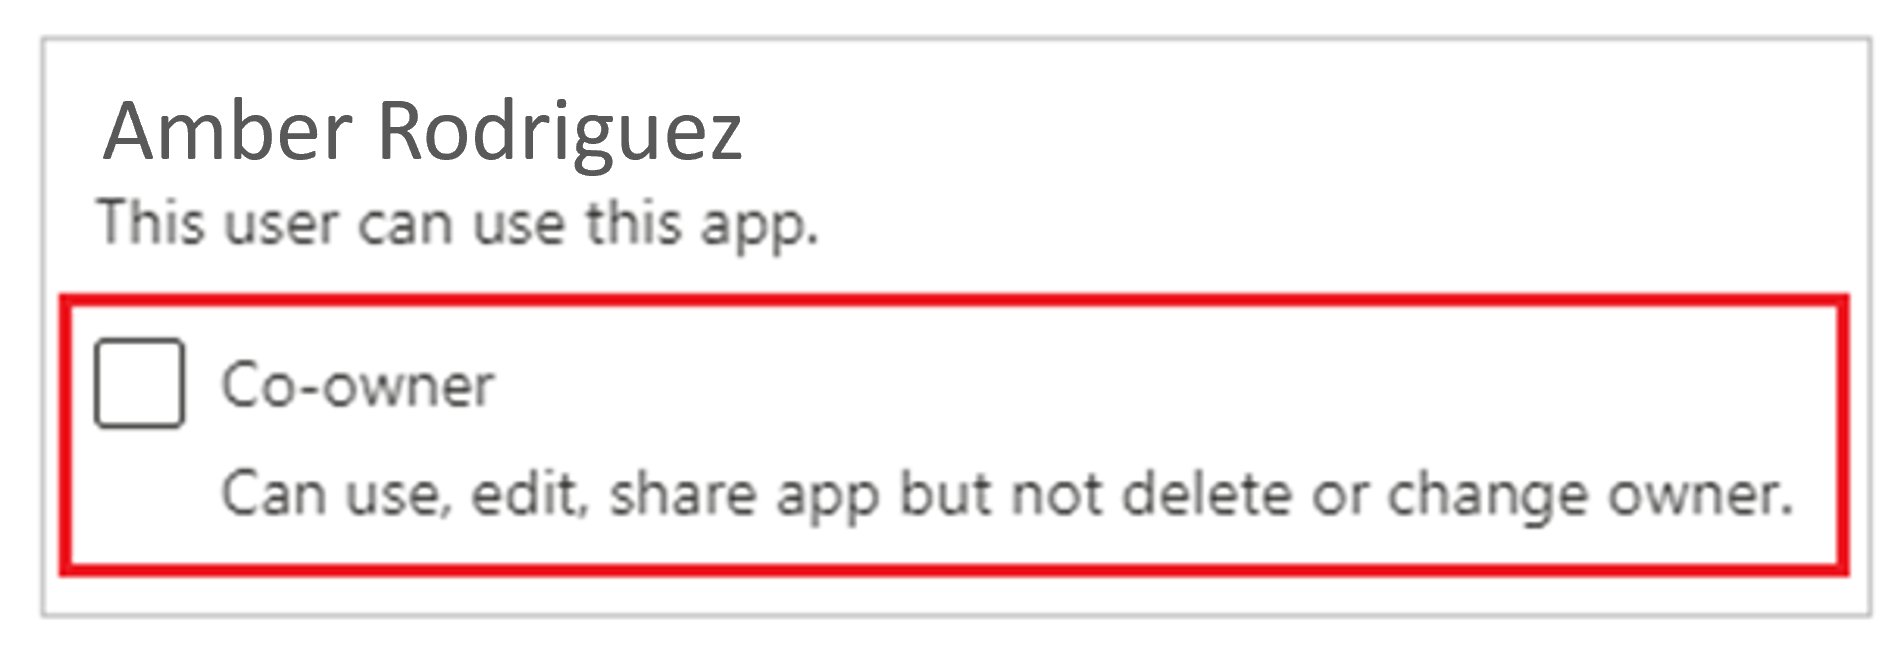 Amber Rodriguez
This user can use this app.
Co-owner
Can use, edit, share app but not delete or change owner.